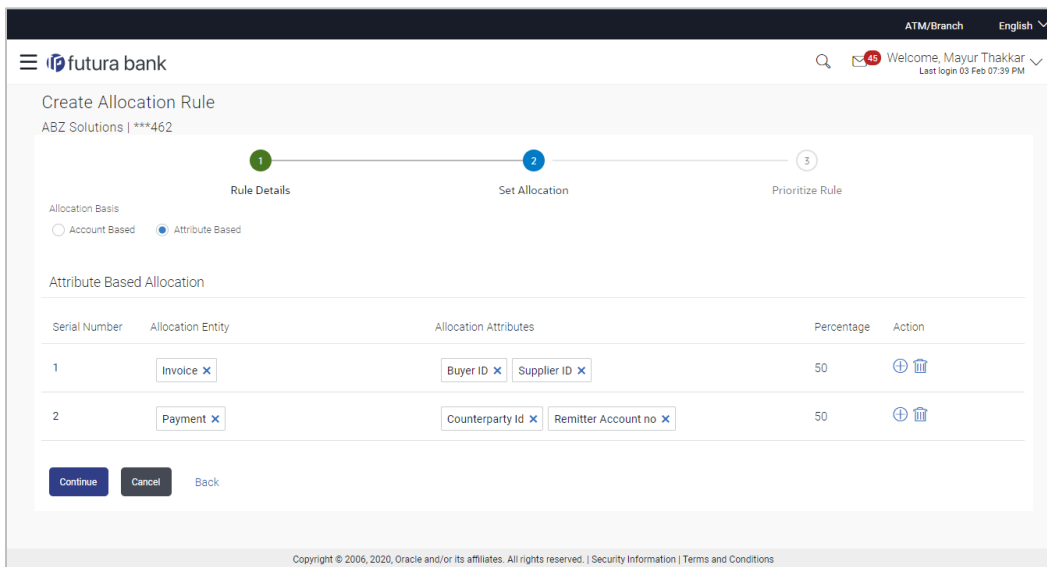 ATM/Branch English
futura bank 45 Welcome, Mayur Thakkar
Last login 03 Feb 07:39 PM
Create Allocation Rule
ABZ Solutions | ***462
1 2 3
Rule Details Set Allocation Prioritize Rule
Allocation Basis
Account Based Attribute Based
Attribute Based Allocation
Serial Number Allocation Entity Allocation Attributes Percentage Action
1 Invoice Buyer ID Supplier ID 50
2 Payment Counterparty Id Remitter Account no 50
Continue Cancel Back
Copyright © 2006, 2020, Oracle and/or its affiliates. All rights reserved. | Security Information | Terms and Conditions